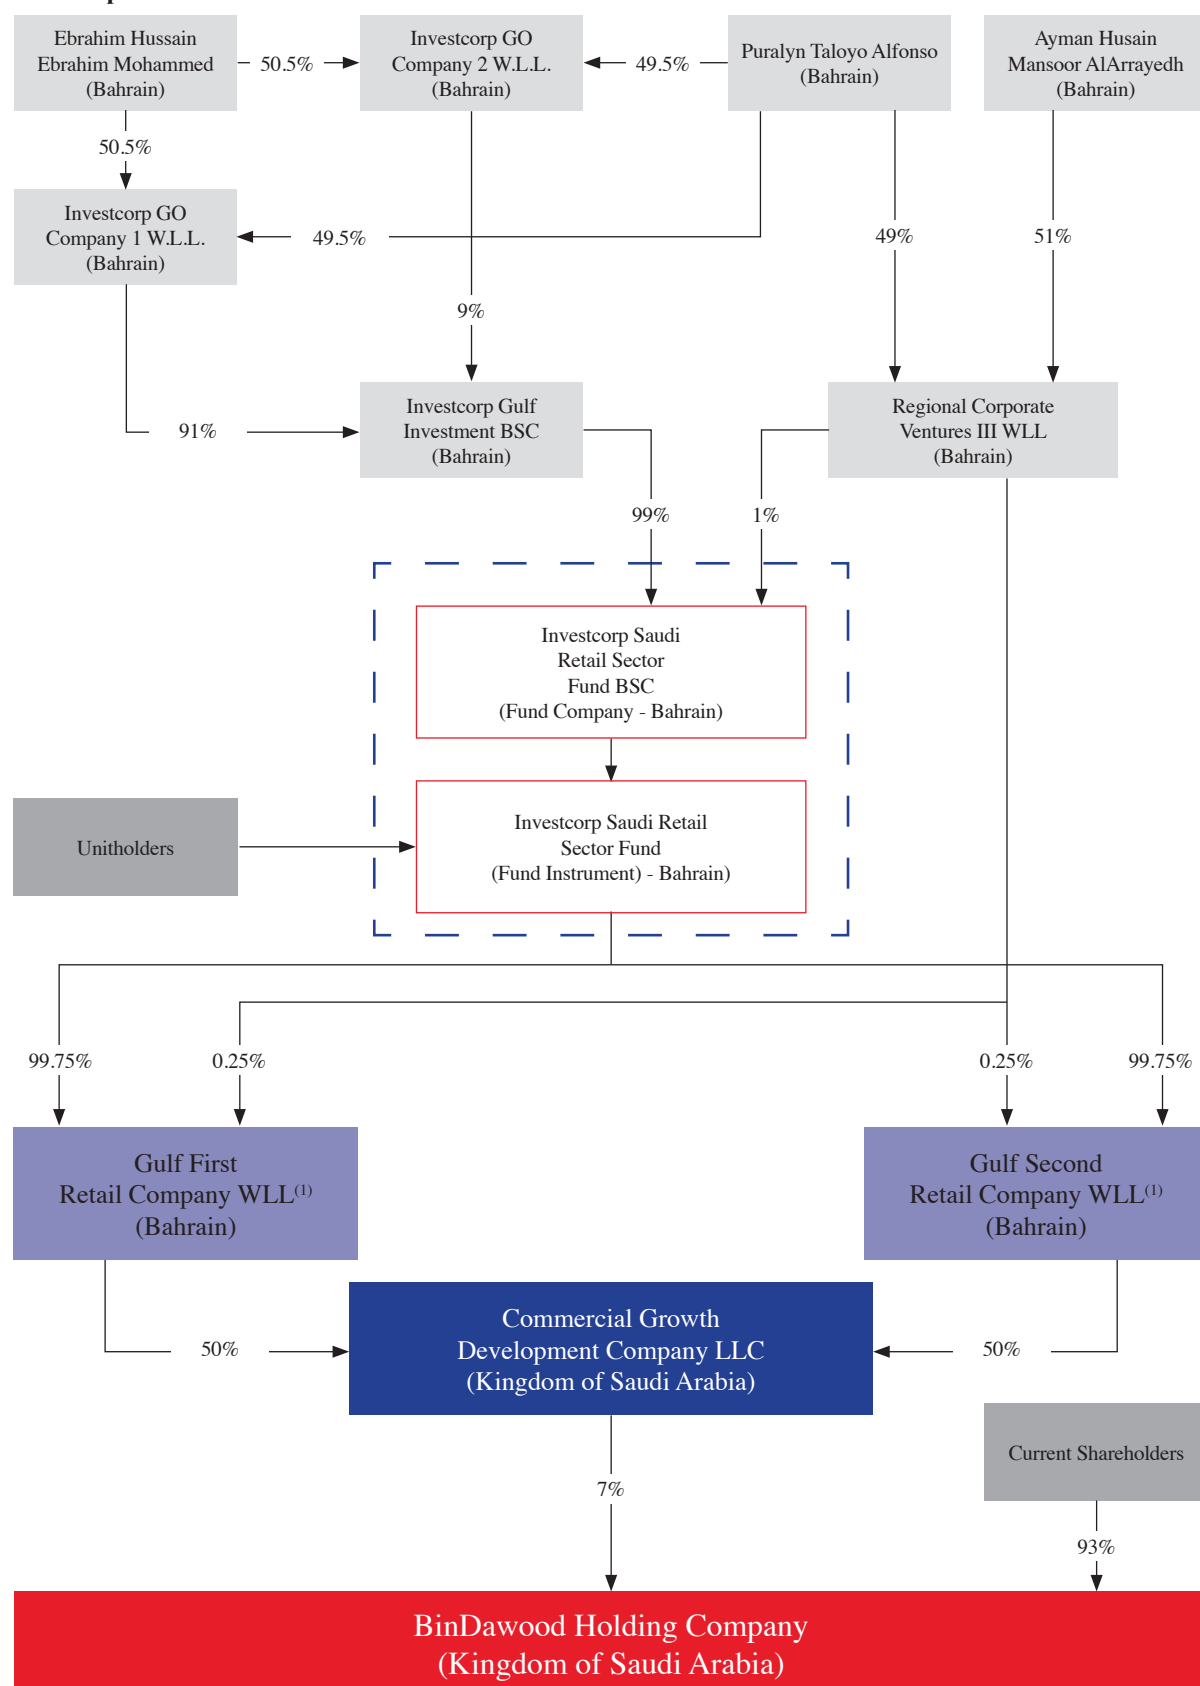 Ebrahim Hussain
Ebrahim Mohammed
(Bahrain)
50.5%
Investcorp GO
Company 2 W.L.L.
(Bahrain)
49.5%
Puralyn Taloyo Alfonso
(Bahrain)
Ayman Husain
Mansoor AlArrayedh
(Bahrain)
50.5%
Investcorp GO
Company 1 W.L.L.
(Bahrain)
49.5%
49%
51%
9%
91%
Investcorp Gulf
Investment BSC
(Bahrain)
Regional Corporate
Ventures III WLL
(Bahrain)
99%
1%
Investcorp Saudi
Retail Sector
Fund BSC
(Fund Company - Bahrain)
Unitholders
Investcorp Saudi Retail
Sector Fund
(Fund Instrument) - Bahrain)
99.75%
0.25%
0.25%
99.75%
Gulf First
Retail Company WLL(1)
(Bahrain)
Gulf Second
Retail Company WLL(1)
(Bahrain)
50%
Commercial Growth
Development Company LLC
(Kingdom of Saudi Arabia)
50%
Current Shareholders
7%
93%
BinDawood Holding Company
(Kingdom of Saudi Arabia)